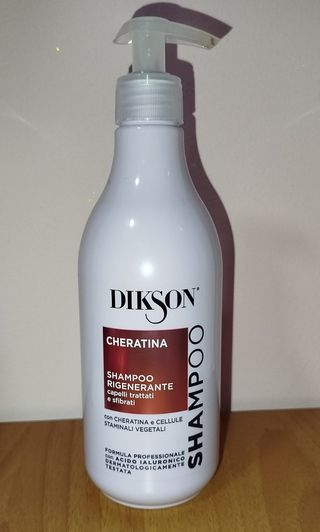 DIKSON®
CHERATINA
SHAMPOO
RIGENERANTE
capelli trattati
e sfibrati
con CHERATINA e CELLULE
STAMINALI VEGETALI
FORMULA PROFESSIONALE
con ACIDO IALURONICO
DERMATOLOGICAMENTE
TESTATA
SHAMPOO